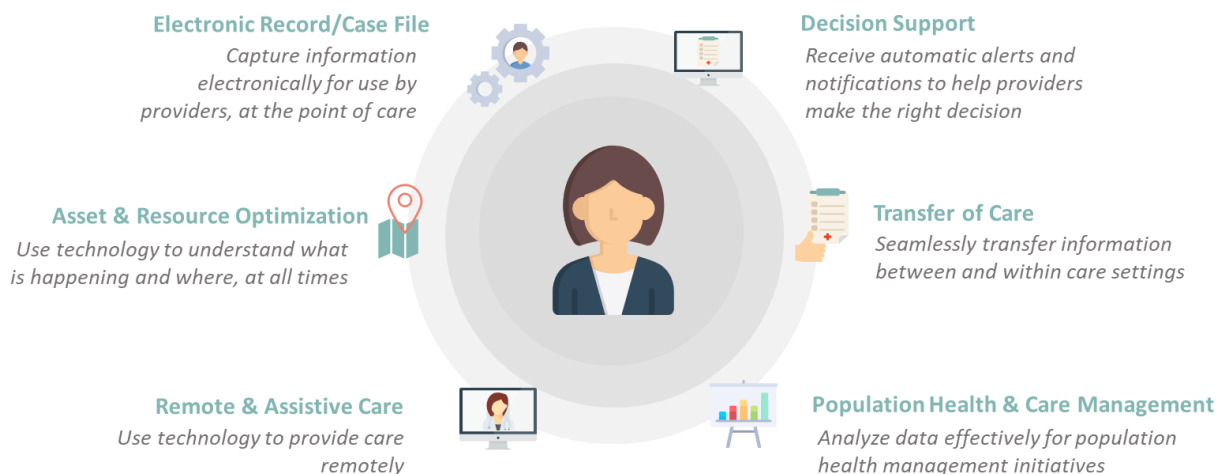 Electronic Record/Case File
Capture information
electronically for use by
providers, at the point of care
Decision Support
Receive automatic alerts and
notifications to help providers
make the right decision
Asset & Resource Optimization
Use technology to understand what
is happening and where, at all times
Transfer of Care
Seamlessly transfer information
between and within care settings
Remote & Assistive Care
Use technology to provide care
remotely
Population Health & Care Management
Analyze data effectively for population
health management initiatives